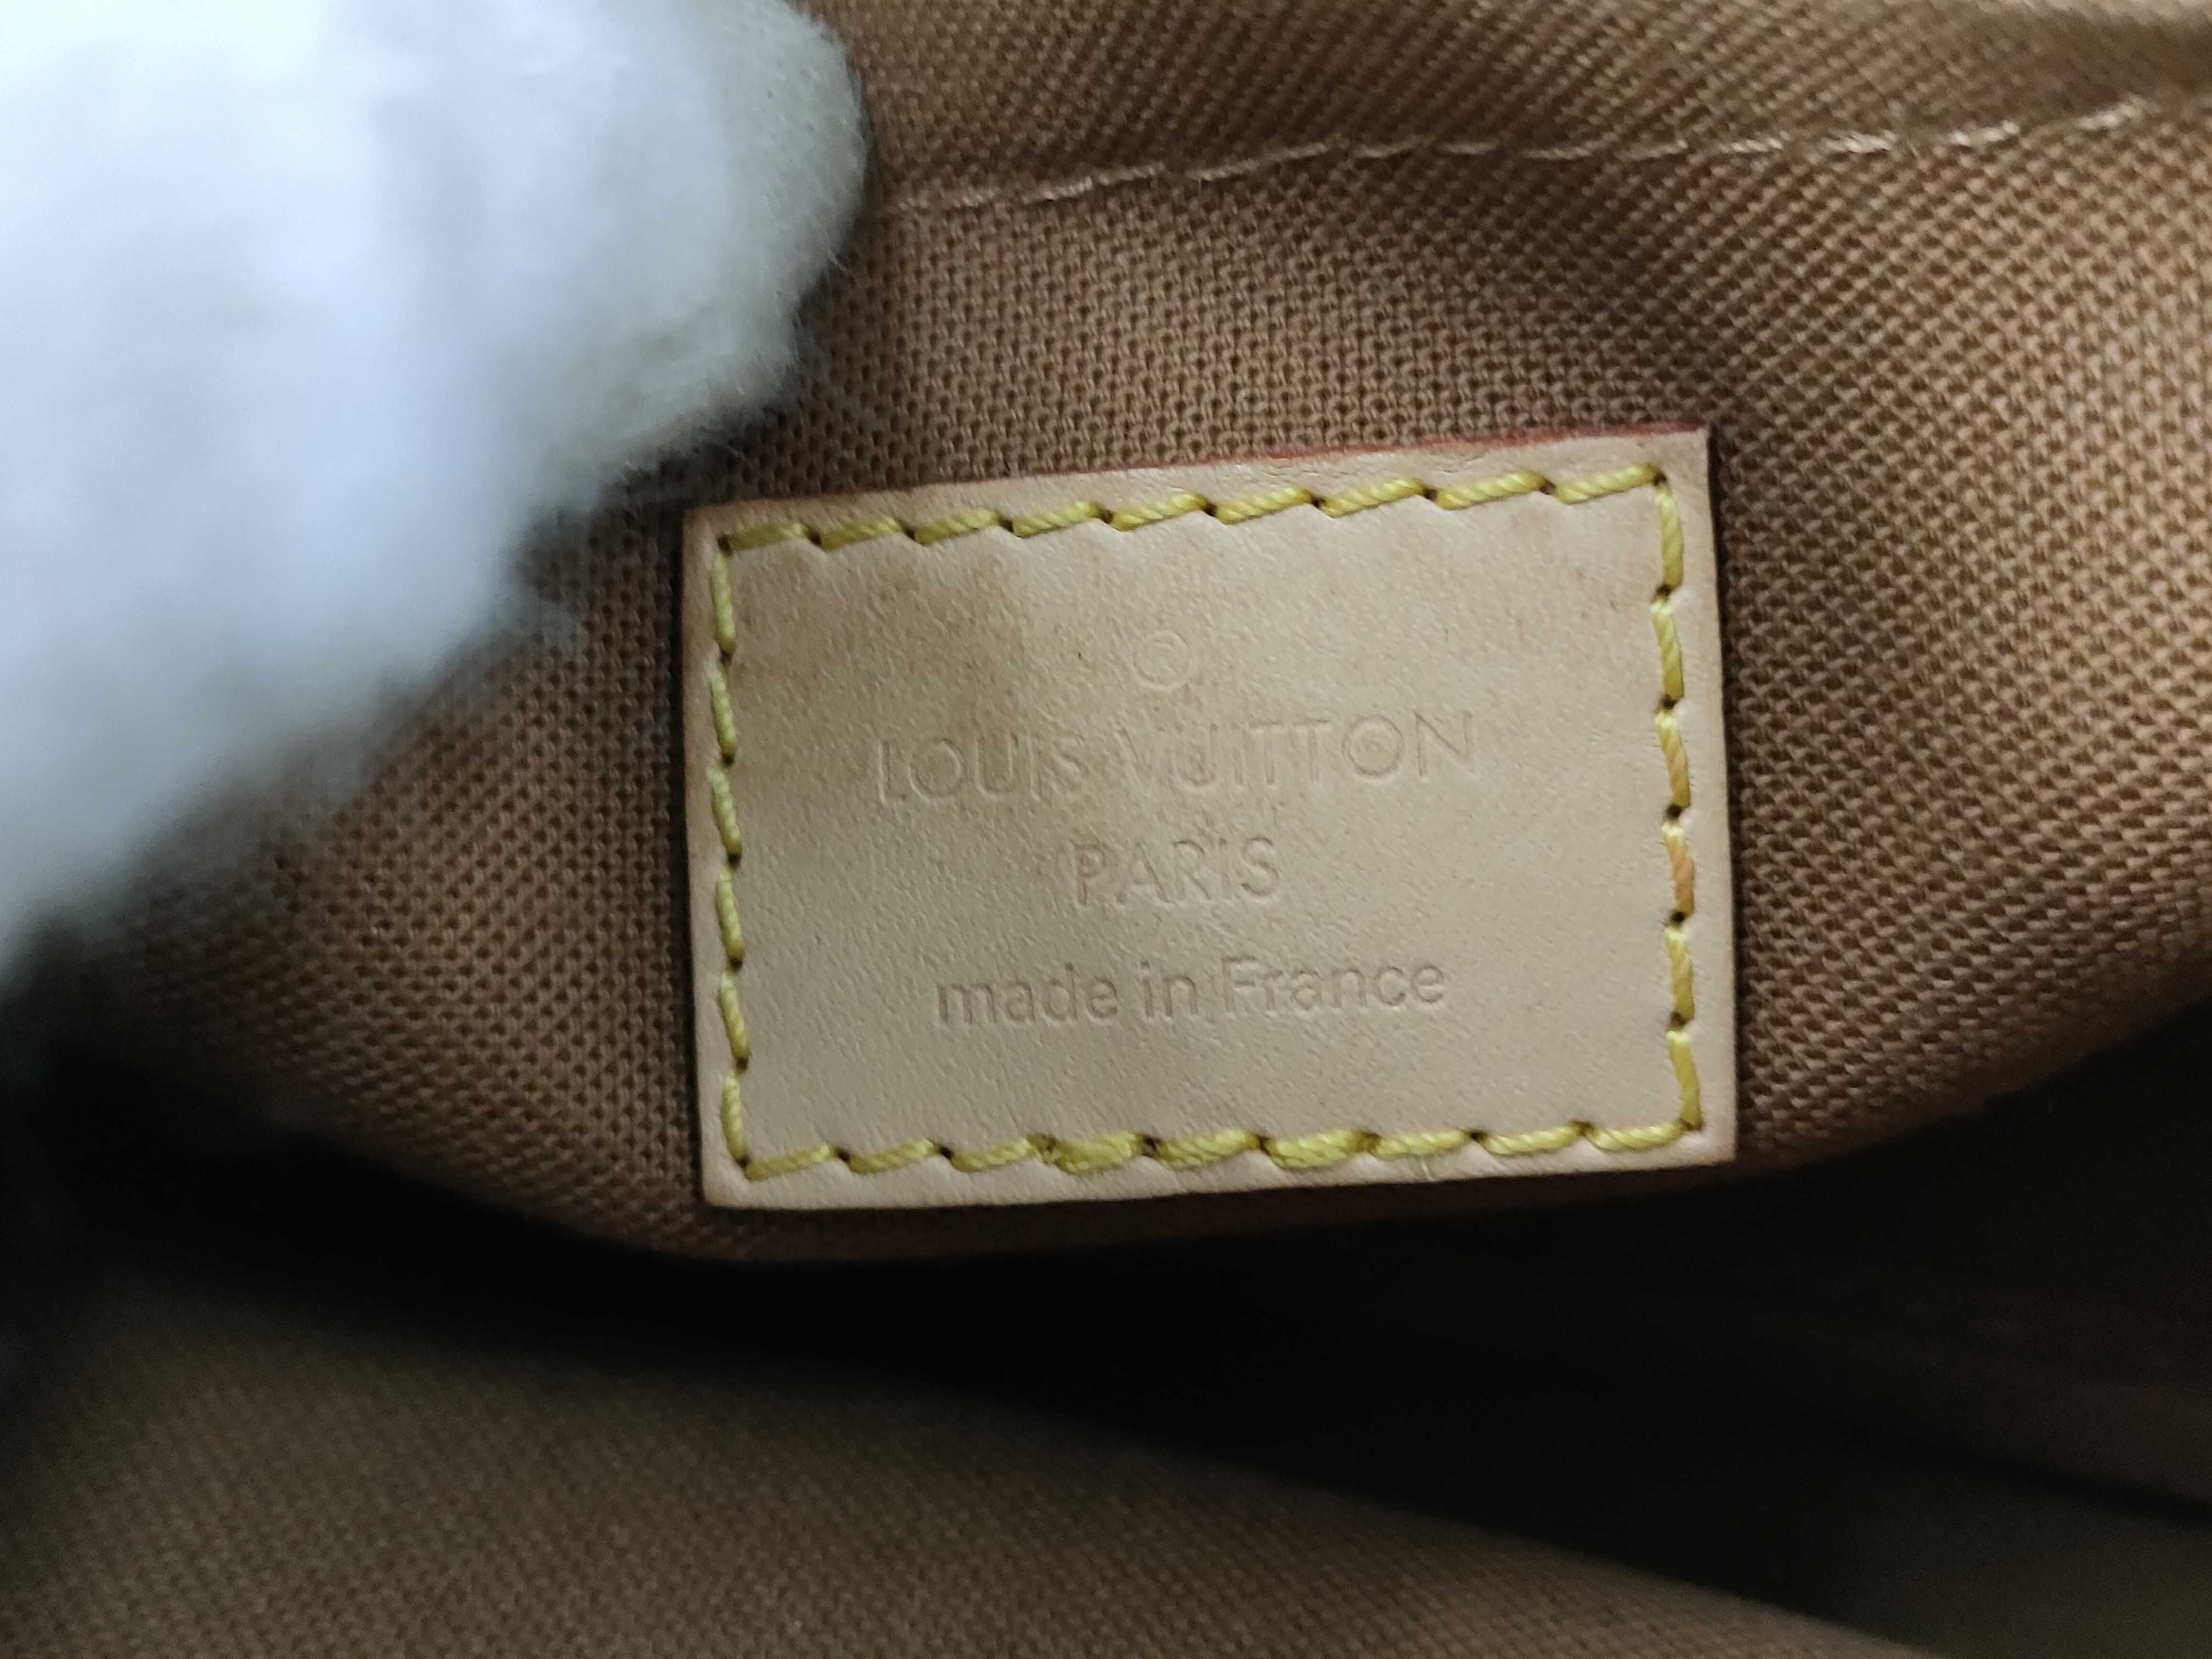 ®
LOUIS VUITTON
PARIS
made in France